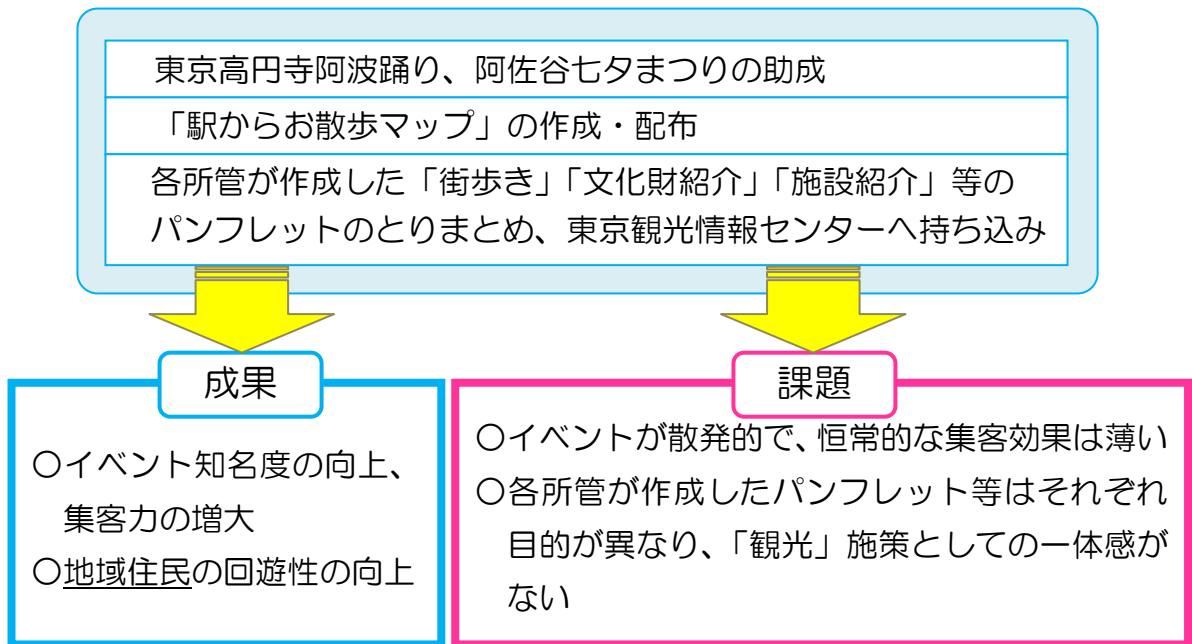 東京高円寺阿波踊り、阿佐谷七夕まつりの助成
「駅からお散歩マップ」の作成・配布
各所管が作成した「街歩き」「文化財紹介」「施設紹介」等の
パンフレットのとりまとめ、東京観光情報センターへ持ち込み
成果
〇イベント知名度の向上、
集客力の増大
〇地域住民の回遊性の向上
課題
〇イベントが散発的で、恒常的な集客効果は薄い
〇各所管が作成したパンフレット等はそれぞれ
目的が異なり、「観光」施策としての一体感が
ない